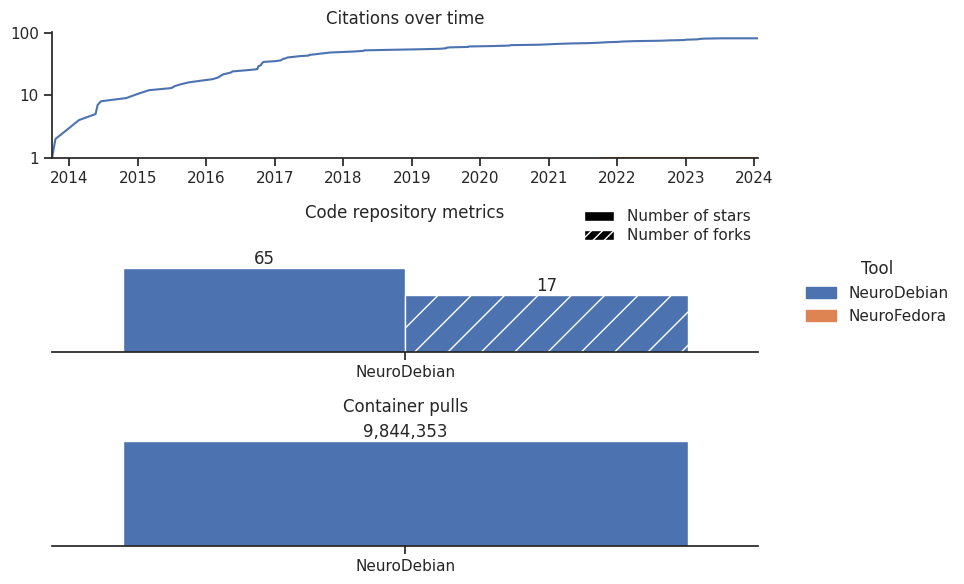 Citations over time
100
10
1
2014 2015 2016 2017 2018 2019 2020 2021 2022 2023 2024
Code repository metrics
Number of stars
Number of forks
65
17
NeuroDebian
Tool
NeuroDebian
NeuroFedora
Container pulls
9,844,353
NeuroDebian